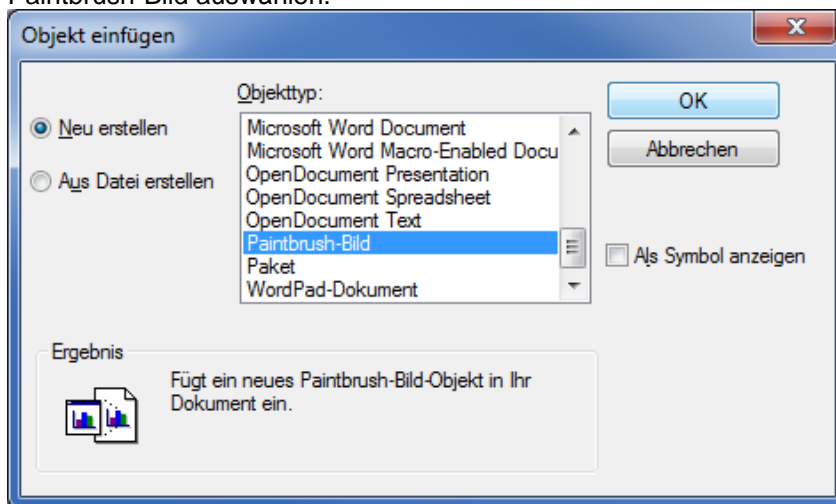 Paintbrush-Bild auswählen.
Objekt einfügen
Objekttyp:
Neu erstellen
Aus Datei erstellen
Microsoft Word Document
Microsoft Word Macro-Enabled Docu
OpenDocument Presentation
OpenDocument Spreadsheet
OpenDocument Text
Paintbrush-Bild
Paket
WordPad-Dokument
OK
Abbrechen
Als Symbol anzeigen
Ergebnis
Fügt ein neues Paintbrush-Bild-Objekt in Ihr
Dokument ein.